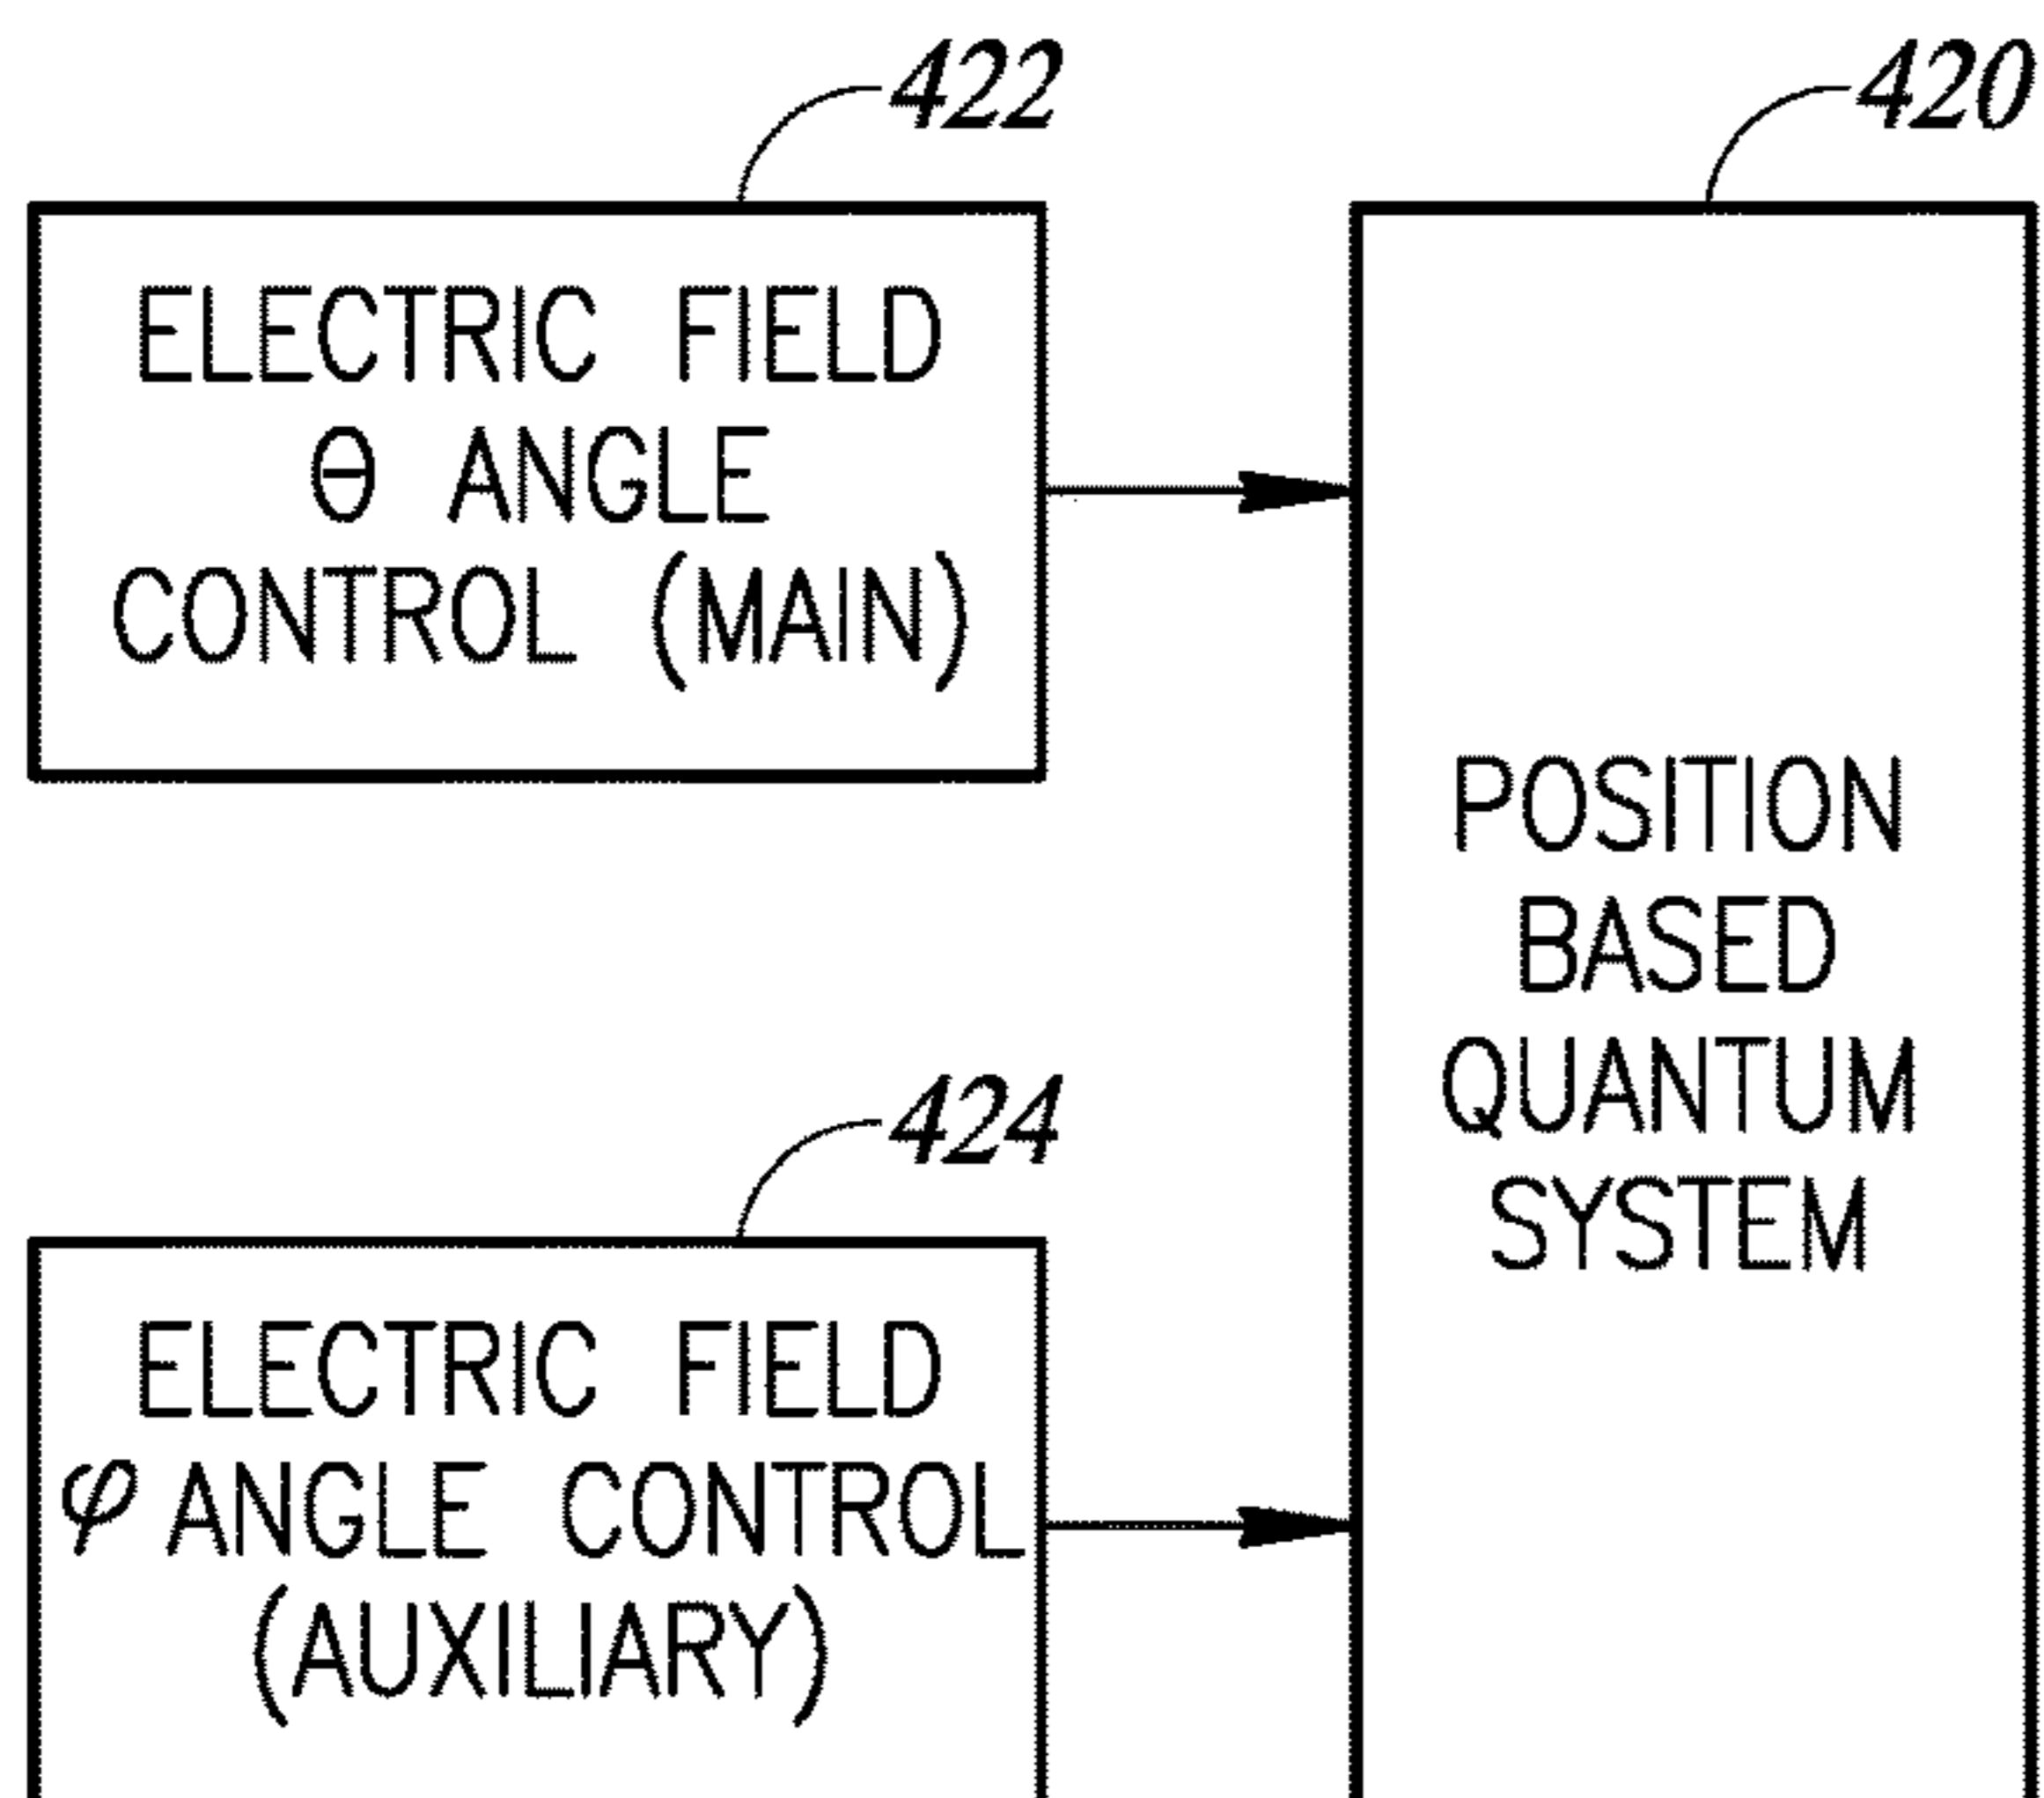 422
ELECTRIC FIELD
θ ANGLE
CONTROL (MAIN)
420
POSITION
BASED
QUANTUM
SYSTEM
424
ELECTRIC FIELD
φ ANGLE CONTROL
(AUXILIARY)